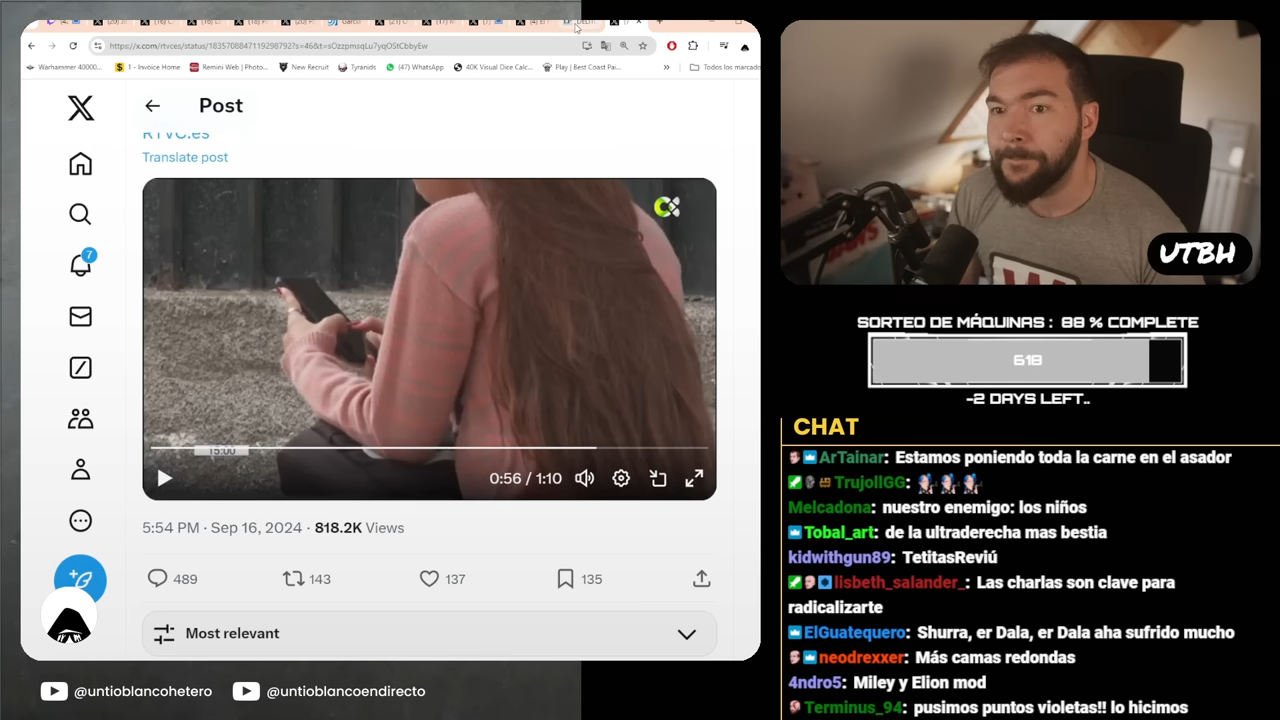 https://x.com/rtvces/status/1835708847119298792?s=46&t=sOzzpmsqLu7yqOStCbbyEw
Warhammer 40000...
1 - Invoice Home
Remini Web | Photo...
New Recruit
Tyranids
(47) WhatsApp
40K Visual Dice Calc...
Play | Best Coast Pai...
»
Todos los marcado
Post
RTVC.es
Translate post
7
15:00
0:56 / 1:10
5:54 PM · Sep 16, 2024 · 818.2K Views
489
143
137
135
Most relevant
@untioblancohetero
@untioblancoendirecto
UTBH
SORTEO DE MÁQUINAS : 88 % COMPLETE
618
-2 DAYS LEFT..
CHAT
ArTainar: Estamos poniendo toda la carne en el asador
TrujollGG:
Melcadona: nuestro enemigo: los niños
Tobal_art: de la ultraderecha mas bestia
kidwithgun89: TetitasReviú
lisbeth_salander_: Las charlas son clave para
radicalizarte
ElGuatequero: Shurra, er Dala, er Dala aha sufrido mucho
neodrexxer: Más camas redondas
4ndro5: Miley y Elion mod
Terminus_94: pusimos puntos violetas!! lo hicimos